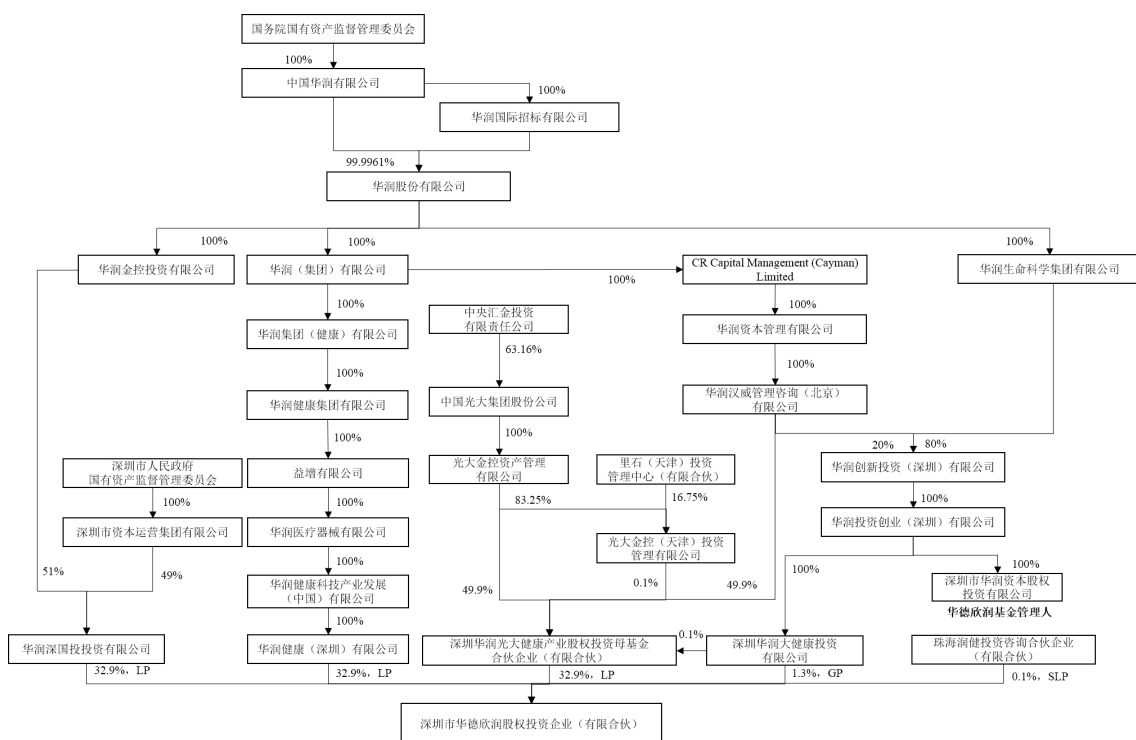 国务院国有资产监督管理委员会
100%
中国华润有限公司
100%
华润国际招标有限公司
99.9961%
华润股份有限公司
100%
100%
100%
华润金控投资有限公司
华润（集团）有限公司
100%
CR Capital Management (Cayman)
Limited
华润生命科学集团有限公司
100%
100%
华润集团（健康）有限公司
中央汇金投资
有限责任公司
华润资本管理有限公司
63.16%
100%
100%
华润健康集团有限公司
中国光大集团股份公司
华润汉威管理咨询（北京）
有限公司
100%
100%
20%
80%
深圳市人民政府
国有资产监督管理委员会
益增有限公司
光大金控资产管理
有限公司
里石（天津）投资
管理中心（有限合伙）
华润创新投资（深圳）有限公司
100%
100%
83.25%
16.75%
100%
深圳市资本运营集团有限公司
华润医疗器械有限公司
光大金控（天津）投资
管理有限公司
华润投资创业（深圳）有限公司
51%
49%
100%
49.9%
0.1%
49.9%
100%
100%
华润健康科技产业发展
（中国）有限公司
深圳市华润资本股权
投资有限公司
华德欣润基金管理人
100%
华润深国投投资有限公司
华润健康（深圳）有限公司
深圳华润光大健康产业股权投资母基金
合伙企业（有限合伙）
0.1%
深圳华润大健康投资
有限公司
珠海润健投资咨询合伙企业
（有限合伙）
32.9%，LP
32.9%，LP
32.9%，LP
1.3%，GP
0.1%，SLP
深圳市华德欣润股权投资企业（有限合伙）